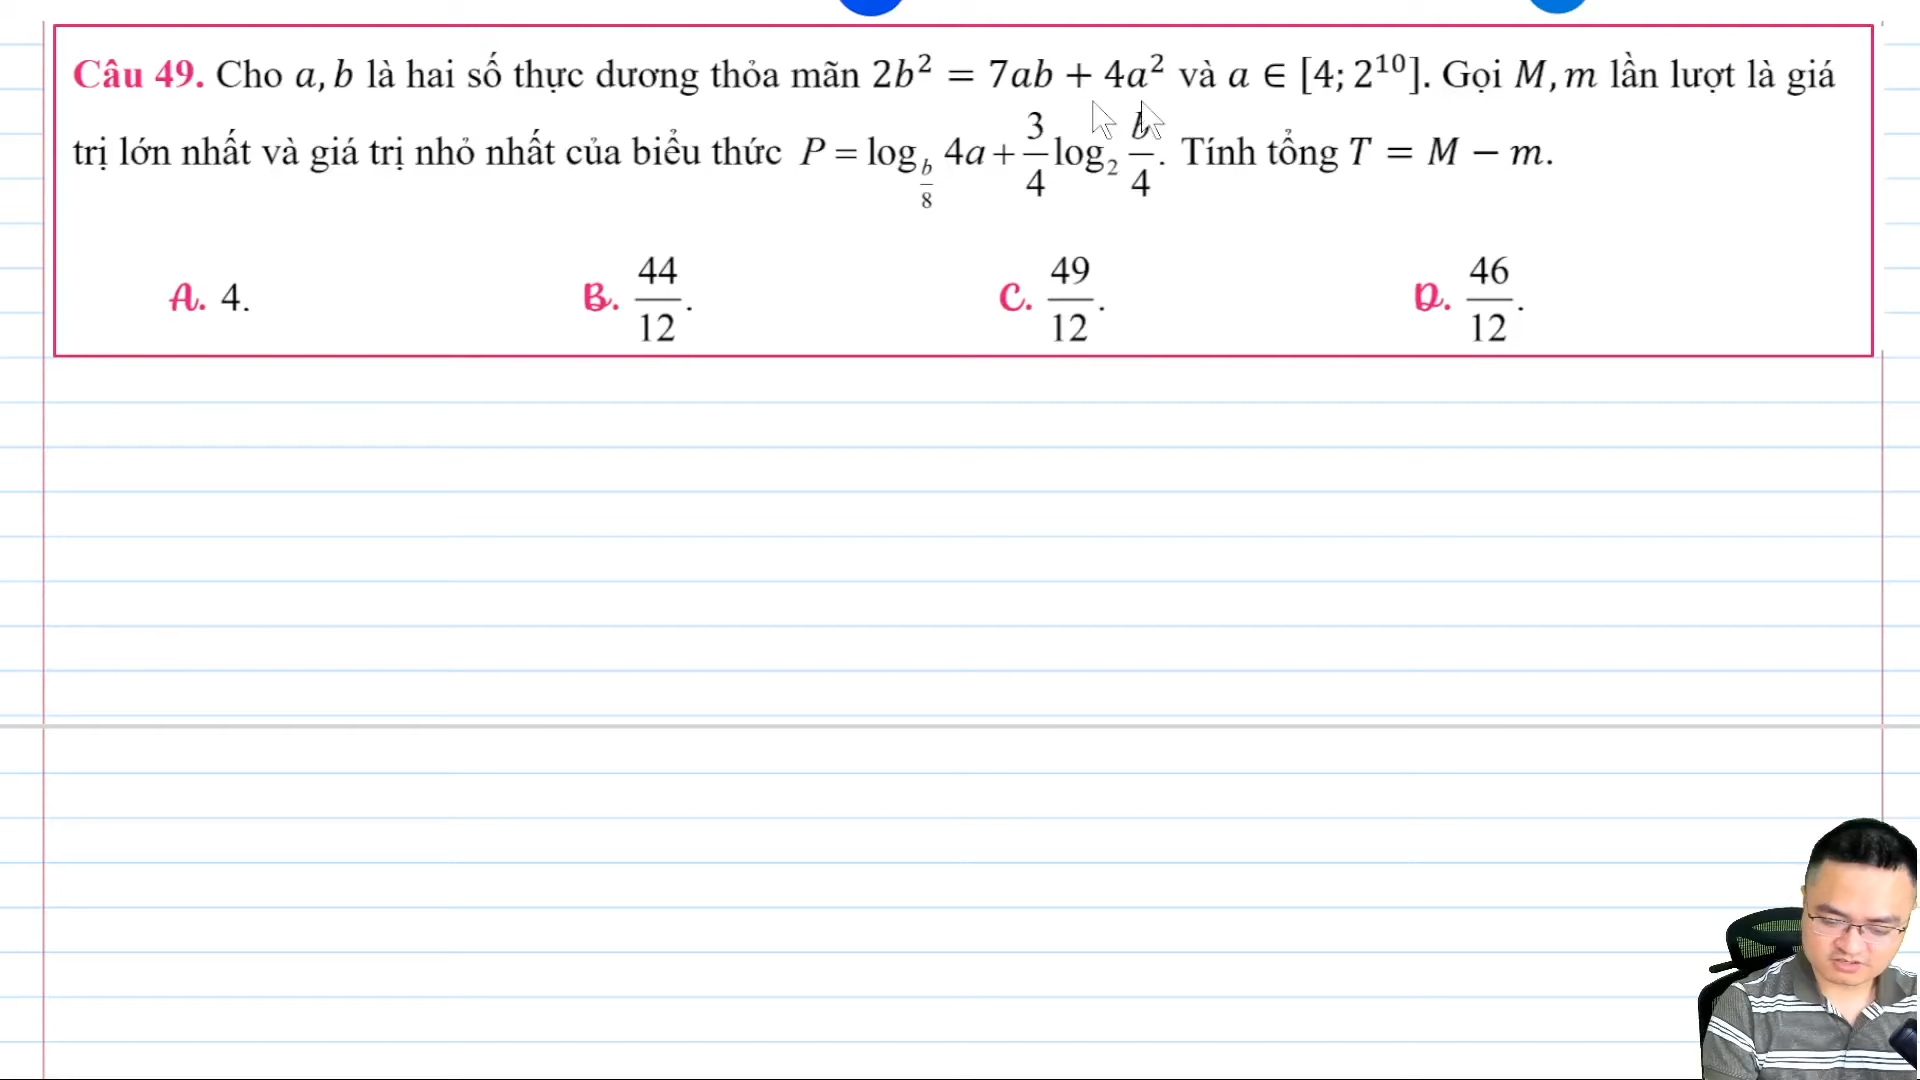 Câu 49. Cho a, b là hai số thực dương thỏa mãn 2b² = 7ab + 4a² và a ∈ [4; 2¹⁰]. Gọi M, m lần lượt là giá
trị lớn nhất và giá trị nhỏ nhất của biểu thức P = log_{b/8} 4a + 3/4 log₂ b/4. Tính tổng T = M − m.
A. 4. B. 44/12. C. 49/12. D. 46/12.